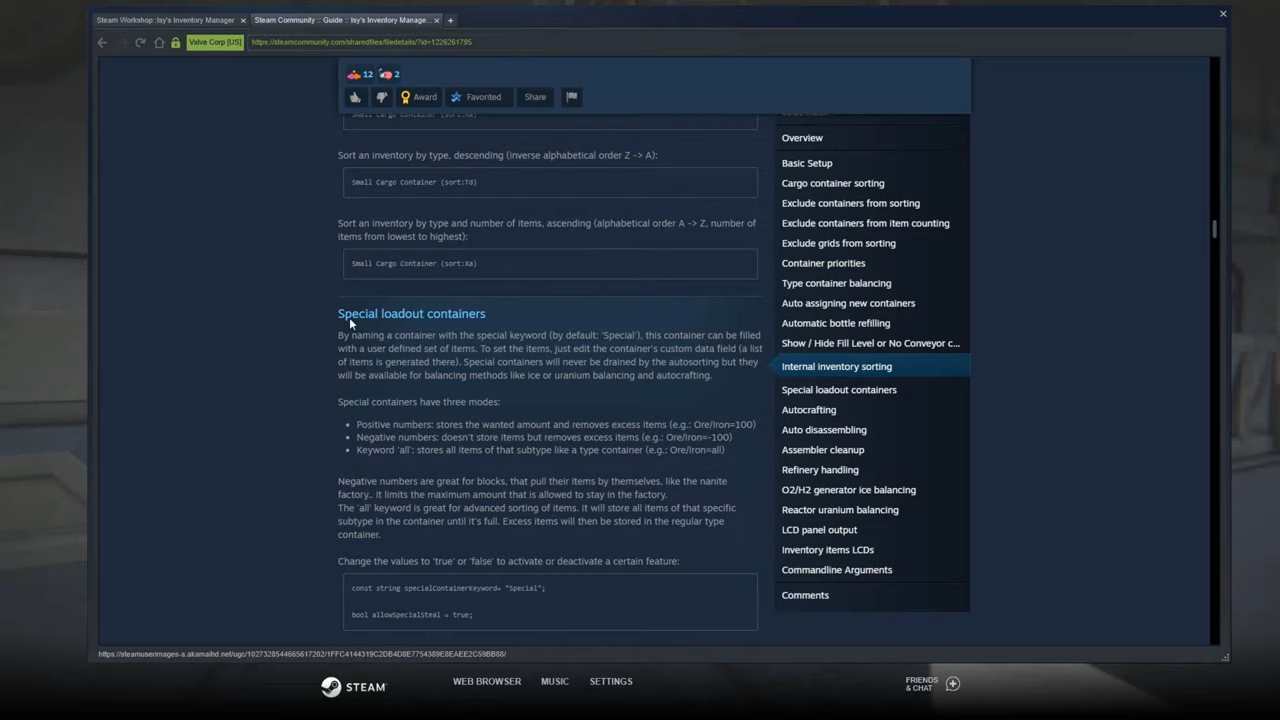 Steam Workshop: Isy's Inventory Manager
Steam Community :: Guide :: Isy's Inventory Manage...
Valve Corp [US]
https://steamcommunity.com/sharedfiles/filedetails/?id=1226261795
12
2
Award
Favorited
Share
Sort an inventory by type, descending (inverse alphabetical order Z -> A):
Small Cargo Container (sort:Td)
Sort an inventory by type and number of items, ascending (alphabetical order A -> Z, number of
items from lowest to highest):
Small Cargo Container (sort:Xa)
Special loadout containers
By naming a container with the special keyword (by default: 'Special'), this container can be filled
with a user defined set of items. To set the items, just edit the container's custom data field (a list
of items is generated there). Special containers will never be drained by the autosorting but they
will be available for balancing methods like ice or uranium balancing and autocrafting.
Special containers have three modes:
Positive numbers: stores the wanted amount and removes excess items (e.g.: Ore/Iron=100)
Negative numbers: doesn't store items but removes excess items (e.g.: Ore/Iron=-100)
Keyword 'all': stores all items of that subtype like a type container (e.g.: Ore/Iron=all)
Negative numbers are great for blocks, that pull their items by themselves, like the nanite
factory.. it limits the maximum amount that is allowed to stay in the factory.
The 'all' keyword is great for advanced sorting of items. It will store all items of that specific
subtype in the container until it's full. Excess items will then be stored in the regular type
container.
Change the values to 'true' or 'false' to activate or deactivate a certain feature:
const string specialContainerKeyword= "Special";
bool allowSpecialSteal = true;
Overview
Basic Setup
Cargo container sorting
Exclude containers from sorting
Exclude containers from item counting
Exclude grids from sorting
Container priorities
Type container balancing
Auto assigning new containers
Automatic bottle refilling
Show / Hide Fill Level or No Conveyor c...
Internal inventory sorting
Special loadout containers
Autocrafting
Auto disassembling
Assembler cleanup
Refinery handling
O2/H2 generator ice balancing
Reactor uranium balancing
LCD panel output
Inventory items LCDs
Commandline Arguments
Comments
https://steamuserimages-a.akamaihd.net/ugc/1027328544665617202/1FFC4144319C2DB4D8E7754389E8EAEE2C59BB88/
STEAM
WEB BROWSER
MUSIC
SETTINGS
FRIENDS
& CHAT